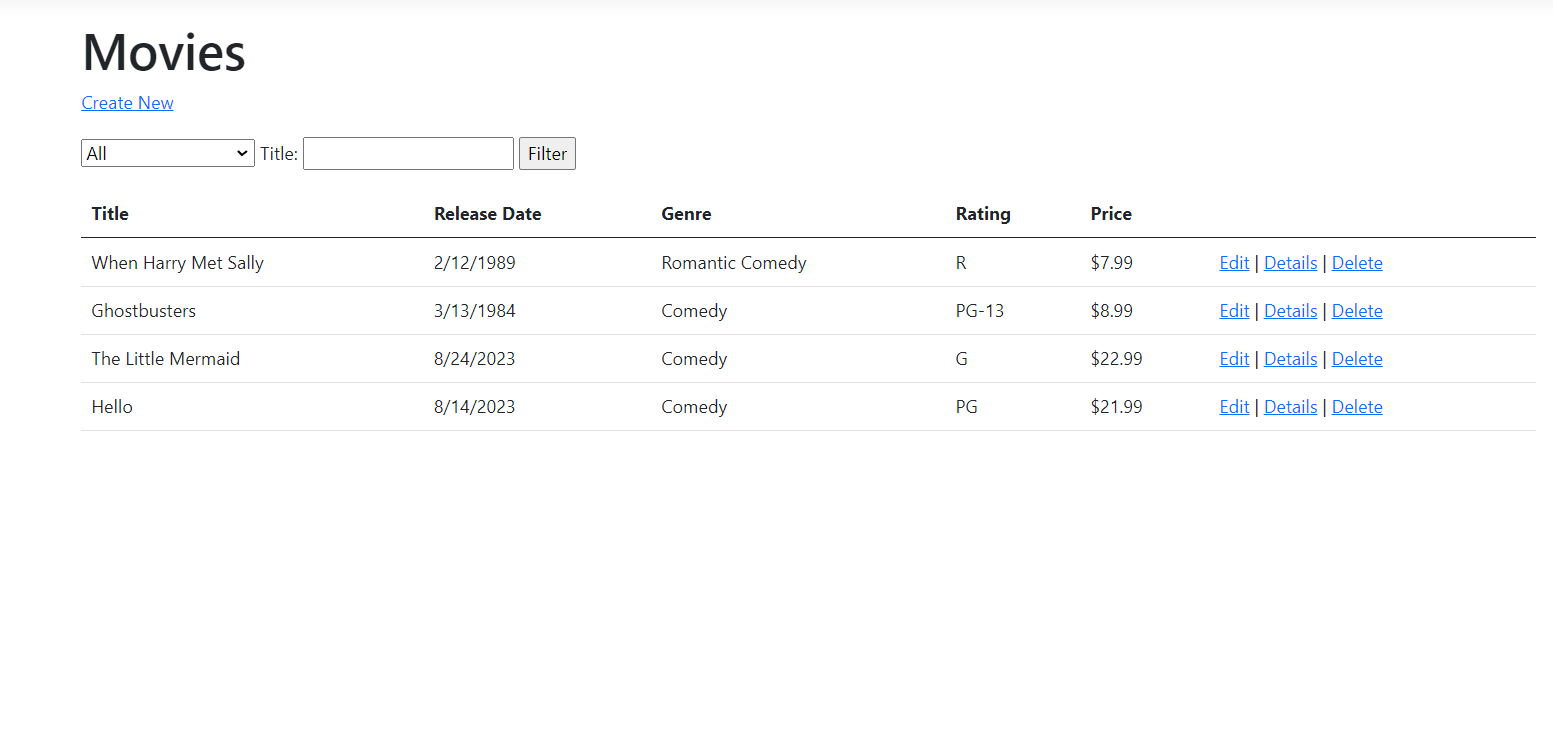 Movies
Create New
All Title: Filter
Title Release Date Genre Rating Price
When Harry Met Sally 2/12/1989 Romantic Comedy R $7.99 Edit | Details | Delete
Ghostbusters 3/13/1984 Comedy PG-13 $8.99 Edit | Details | Delete
The Little Mermaid 8/24/2023 Comedy G $22.99 Edit | Details | Delete
Hello 8/14/2023 Comedy PG $21.99 Edit | Details | Delete